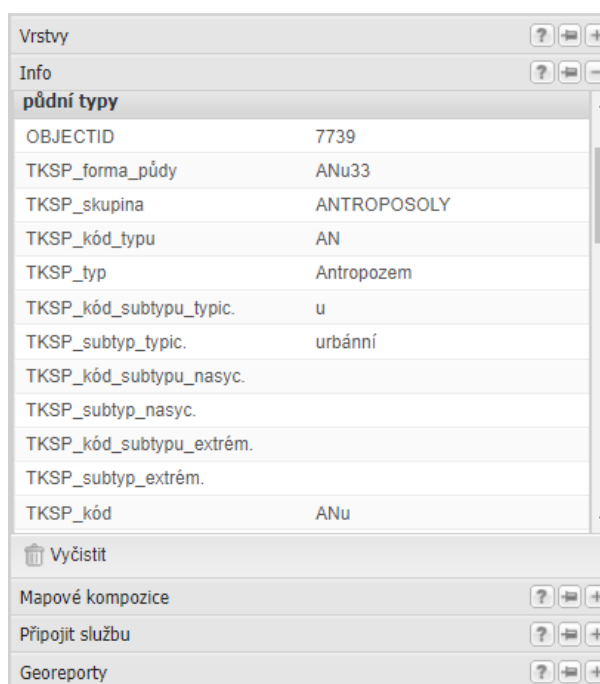 Vrstvy
Info
půdní typy
OBJECTID 7739
TKSP_forma_půdy ANu33
TKSP_skupina ANTROPOSOLY
TKSP_kód_typu AN
TKSP_typ Antropozem
TKSP_kód_subtypu_typic. u
TKSP_subtyp_typic. urbánní
TKSP_kód_subtypu_nasyc.
TKSP_subtyp_nasyc.
TKSP_kód_subtypu_extrém.
TKSP_subtyp_extrém.
TKSP_kód ANu
Vyčistit
Mapové kompozice
Připojit službu
Georeporty